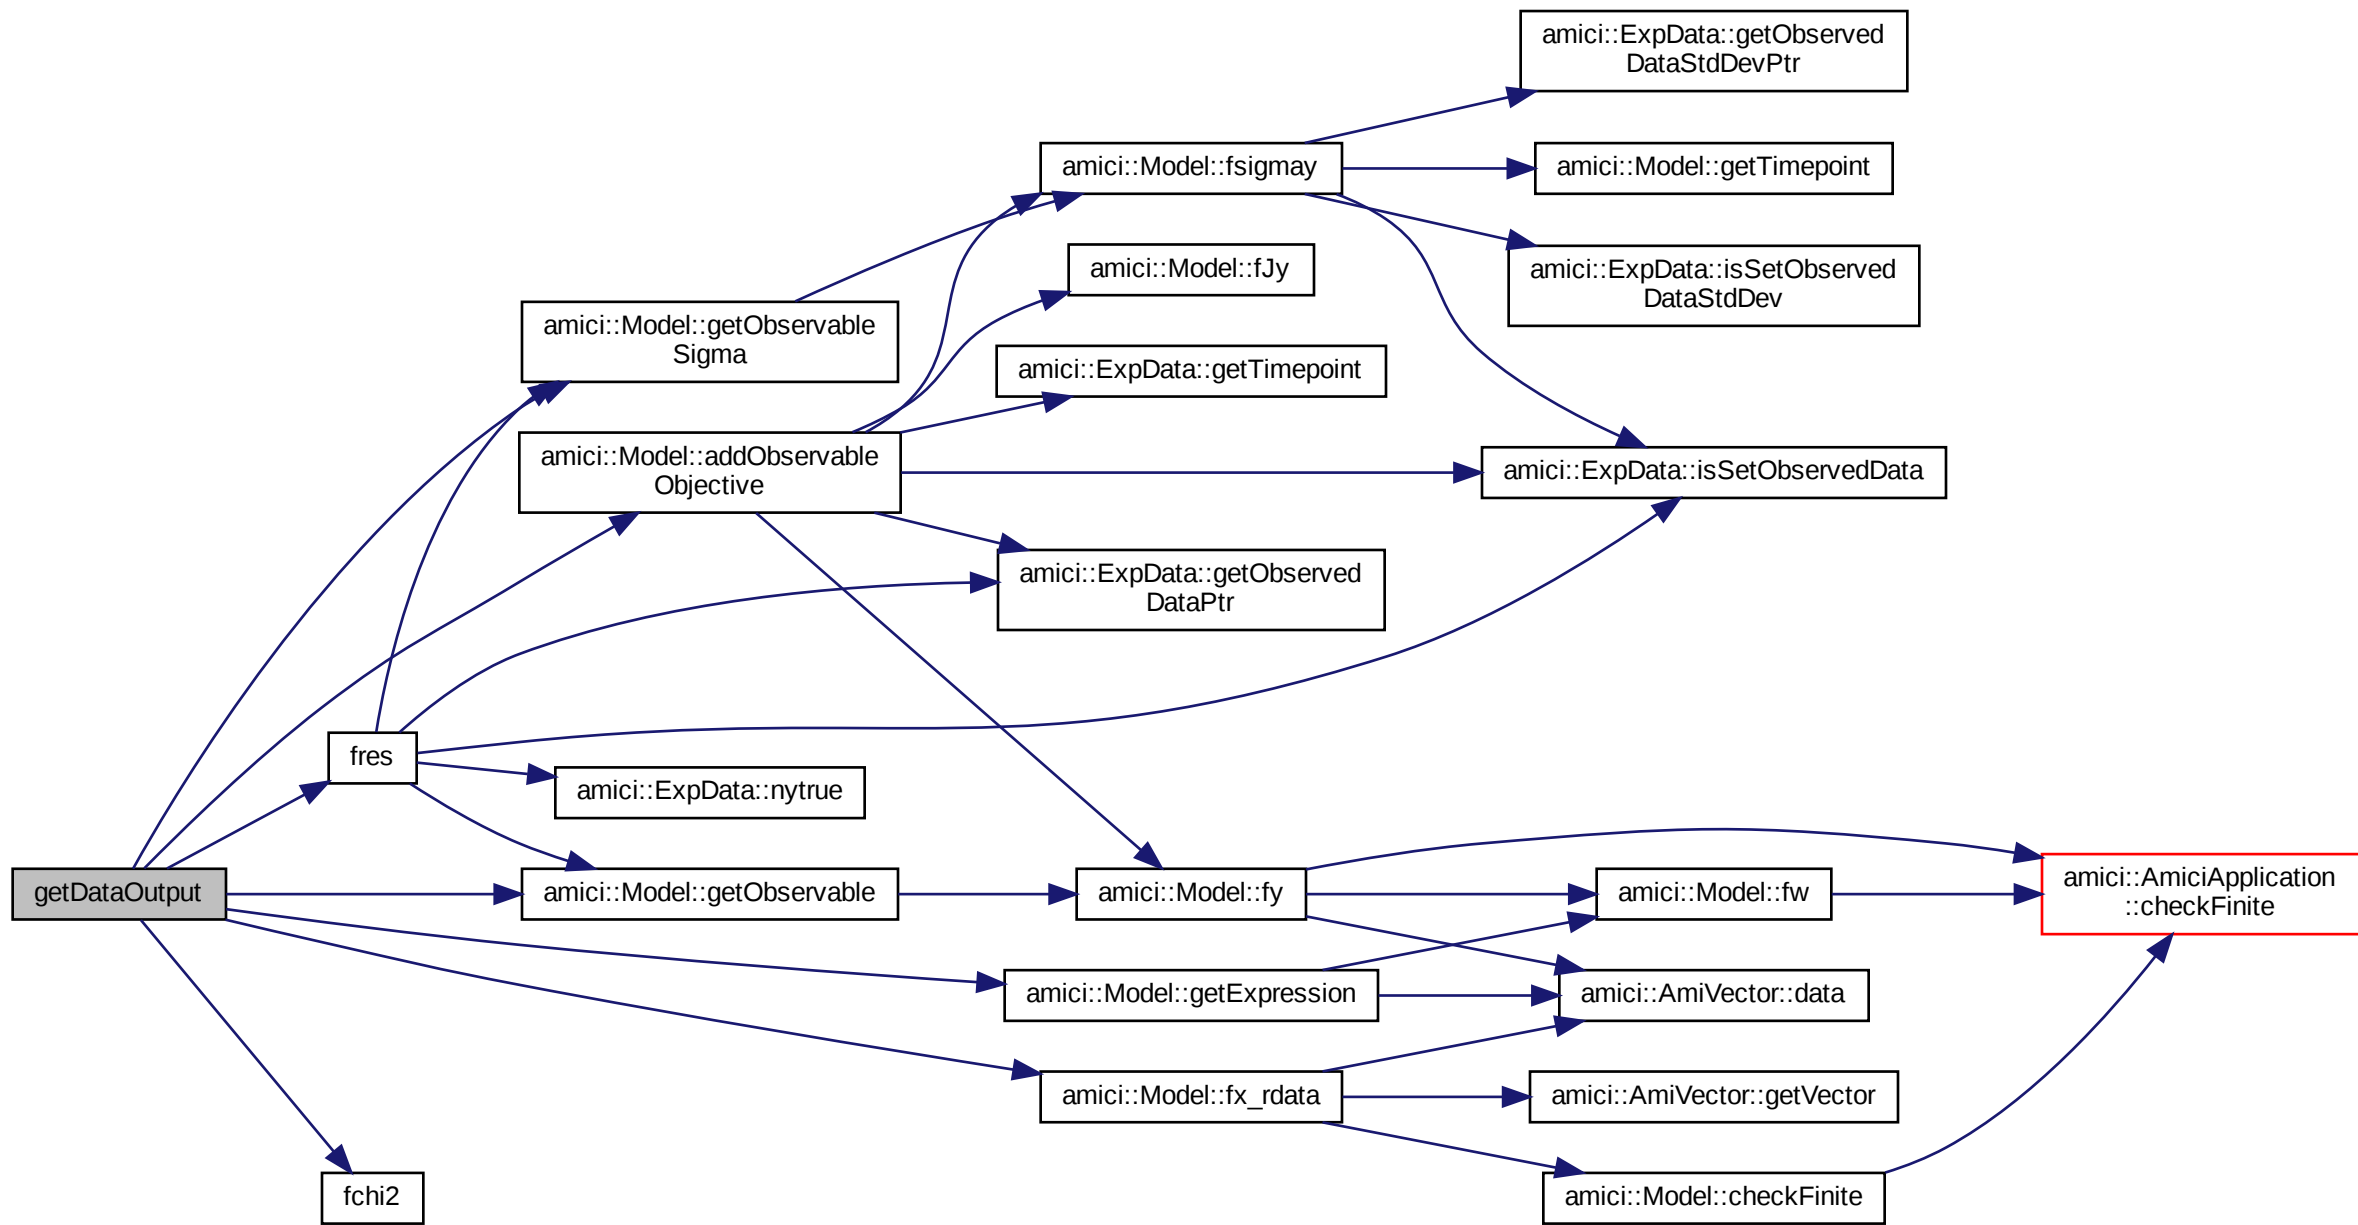 amici::ExpData::getObserved
DataStdDevPtr
amici::Model::fsigmay
amici::Model::getTimepoint
amici::Model::fJy
amici::ExpData::isSetObserved
DataStdDev
amici::Model::getObservable
Sigma
amici::ExpData::getTimepoint
amici::Model::addObservable
Objective
amici::ExpData::isSetObservedData
amici::ExpData::getObserved
DataPtr
fres
amici::ExpData::nytrue
getDataOutput
amici::Model::getObservable
amici::Model::fy
amici::Model::fw
amici::AmiciApplication
::checkFinite
amici::Model::getExpression
amici::AmiVector::data
amici::Model::fx_rdata
amici::AmiVector::getVector
fchi2
amici::Model::checkFinite